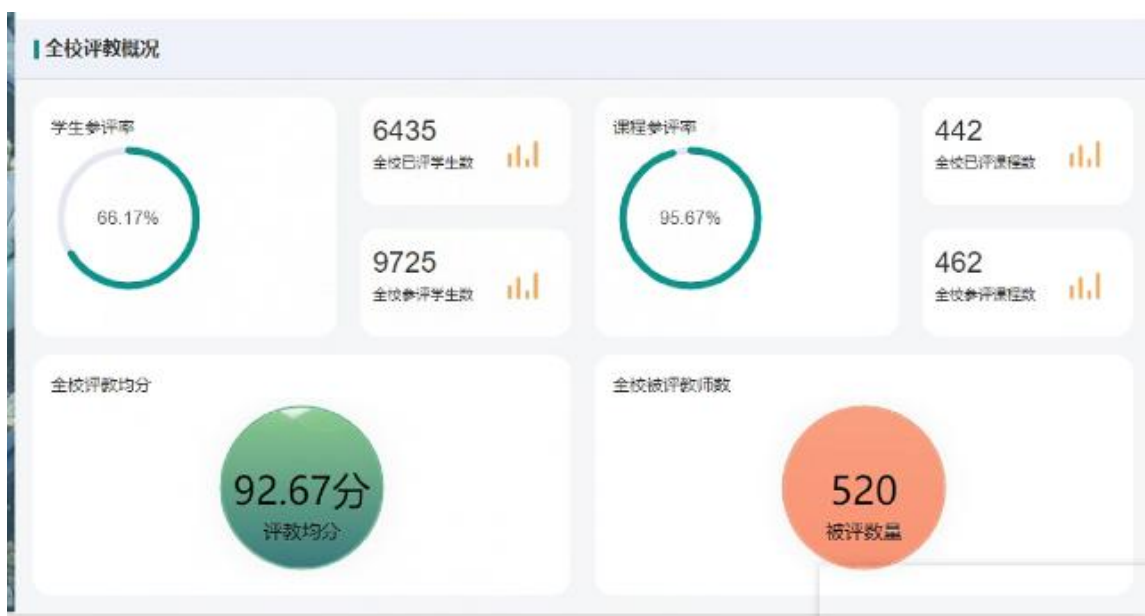 全校评教概况
学生参评率
66.17%
6435
全校已评学生数
9725
全校参评学生数
课程参评率
95.67%
442
全校已评课程数
462
全校参评课程数
全校评教均分
92.67分
评教均分
全校被评教师数
520
被评数量